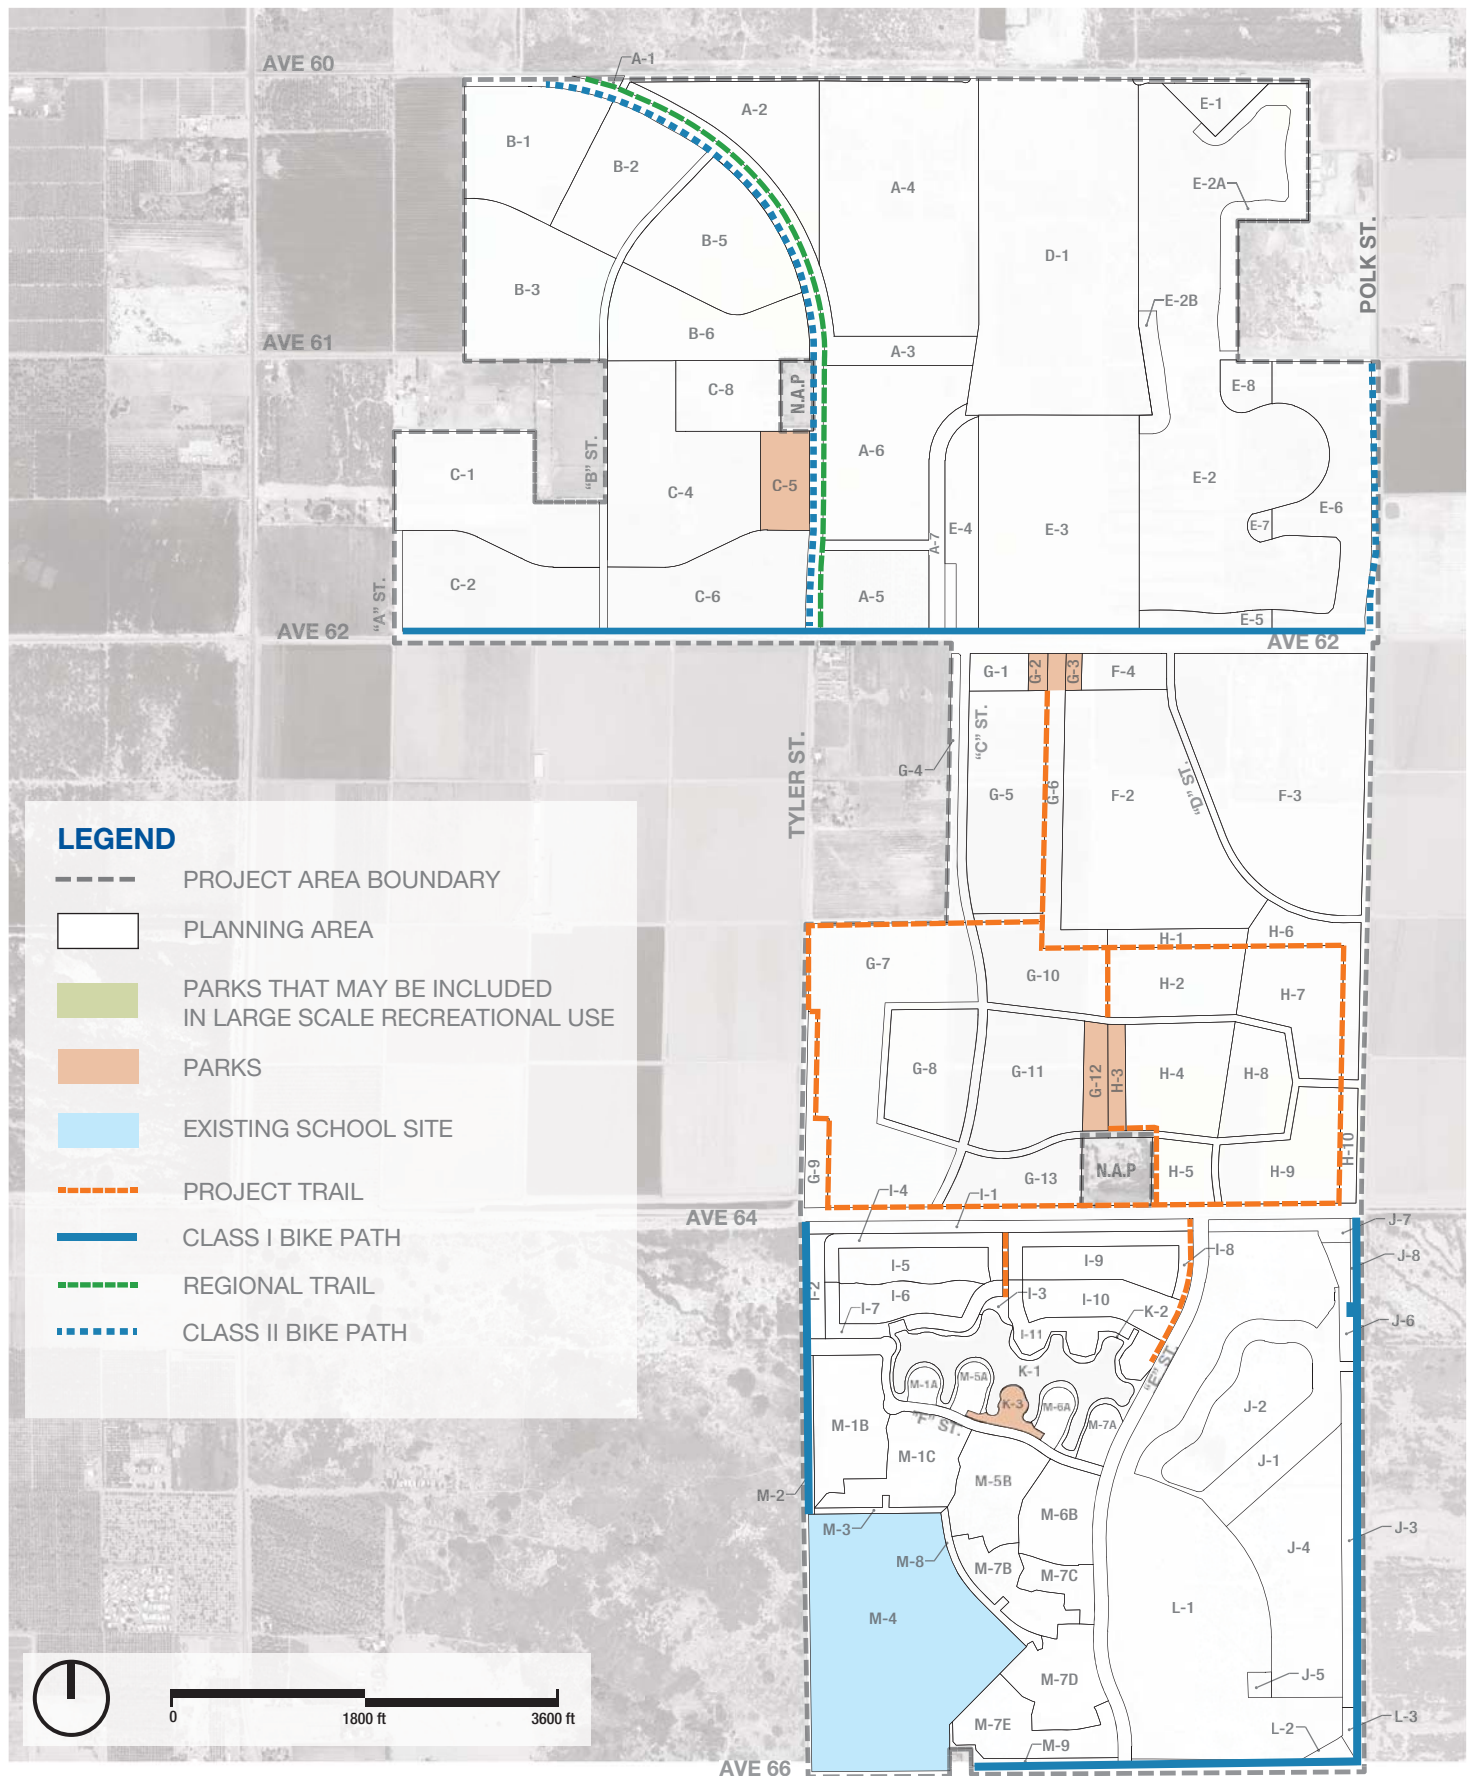 AVE 60
A-1
A-2
E-1
B-1
B-2
A-4
E-2A
B-5
D-1
POLK ST.
B-3
E-2B
B-6
AVE 61
A-3
C-8
N.A.P
E-8
"B" ST.
A-6
C-1
C-4
C-5
E-2
E-6
E-7
E-4
E-3
A-7
C-2
C-6
A-5
"A" ST.
E-5
AVE 62
AVE 62
G-1
G-2
G-3
F-4
"C" ST.
TYLER ST.
G-4
G-5
G-6
F-2
"D" ST.
F-3
LEGEND
PROJECT AREA BOUNDARY
PLANNING AREA
PARKS THAT MAY BE INCLUDED
IN LARGE SCALE RECREATIONAL USE
PARKS
EXISTING SCHOOL SITE
PROJECT TRAIL
CLASS I BIKE PATH
REGIONAL TRAIL
CLASS II BIKE PATH
H-1
H-6
G-7
G-10
H-2
H-7
G-8
G-11
G-12
H-3
H-4
H-8
G-9
G-13
N.A.P
H-5
H-9
H-10
I-4
I-1
AVE 64
J-7
I-8
J-8
I-5
I-9
I-2
I-6
I-3
I-10
I-7
K-2
J-6
I-11
K-1
"E" ST.
M-1A
M-5A
K-3
M-6A
M-7A
J-2
M-1B
"F" ST.
M-1C
J-1
M-5B
M-2
M-6B
M-3
J-3
J-4
M-8
M-7B
M-7C
L-1
M-4
J-5
M-7D
M-7E
L-2
L-3
M-9
AVE 66
0
1800 ft
3600 ft